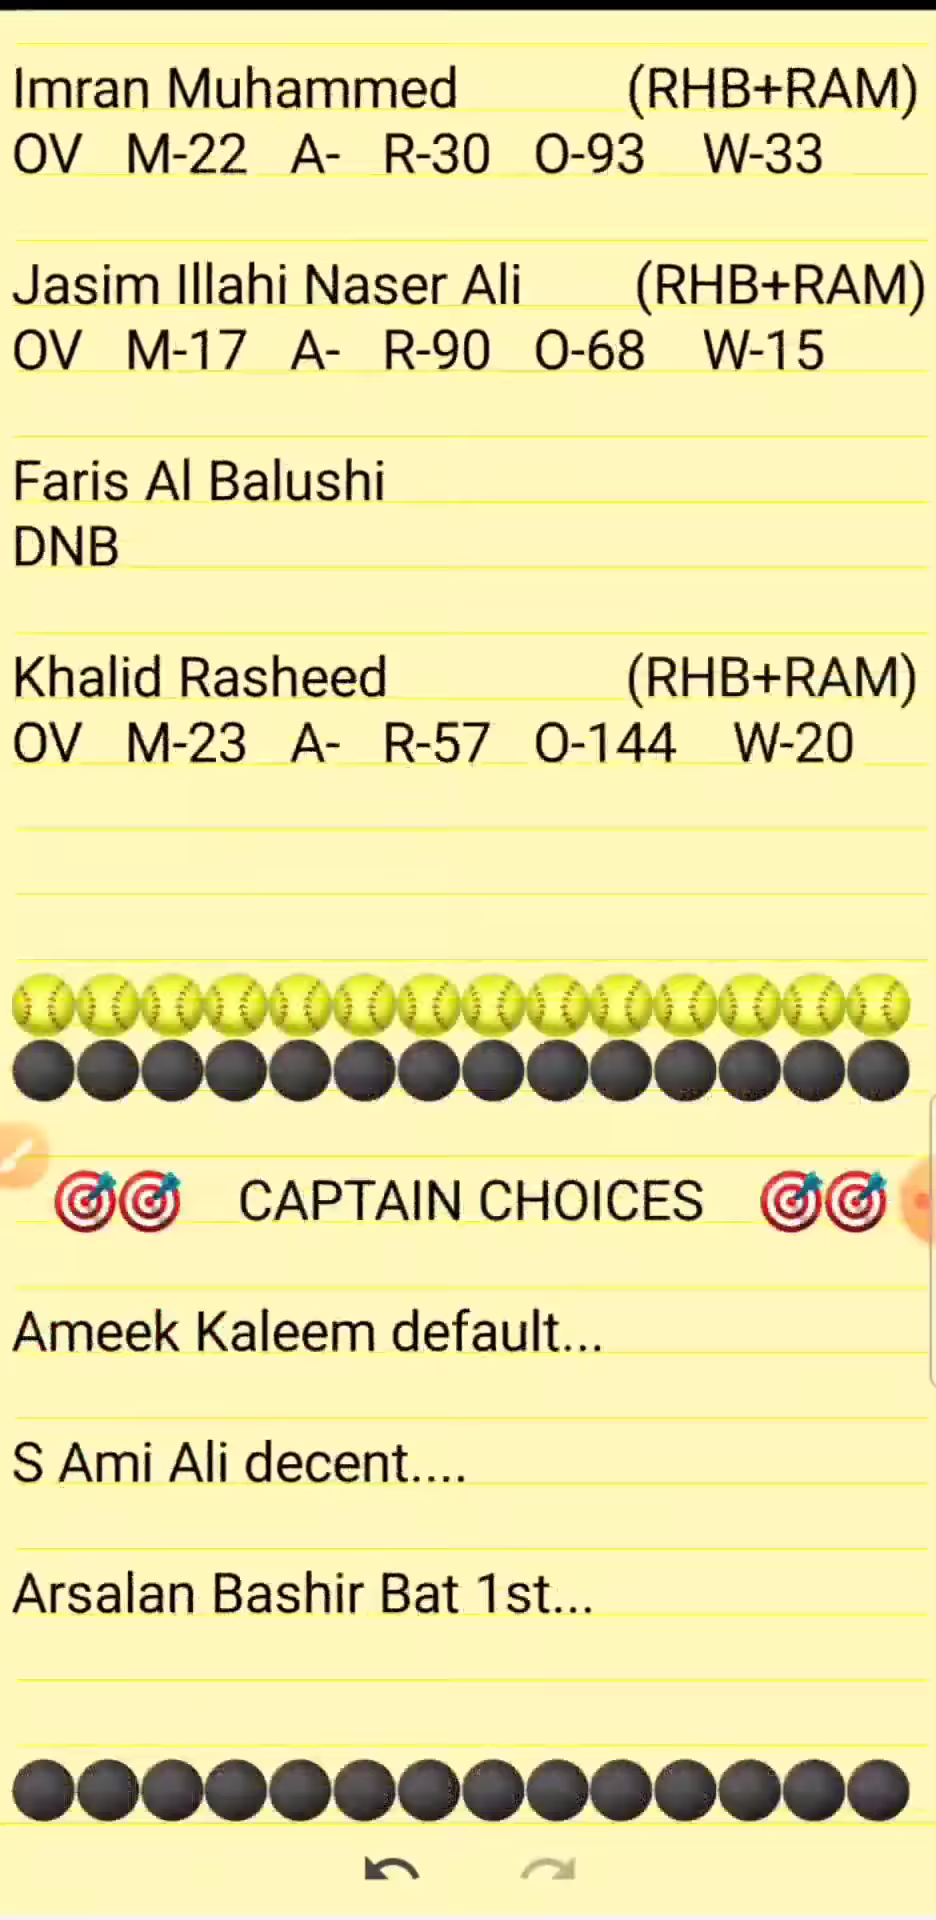 Imran Muhammed (RHB+RAM)
OV M-22 A- R-30 O-93 W-33
Jasim Illahi Naser Ali (RHB+RAM)
OV M-17 A- R-90 O-68 W-15
Faris Al Balushi
DNB
Khalid Rasheed (RHB+RAM)
OV M-23 A- R-57 O-144 W-20
CAPTAIN CHOICES
Ameek Kaleem default...
S Ami Ali decent....
Arsalan Bashir Bat 1st...